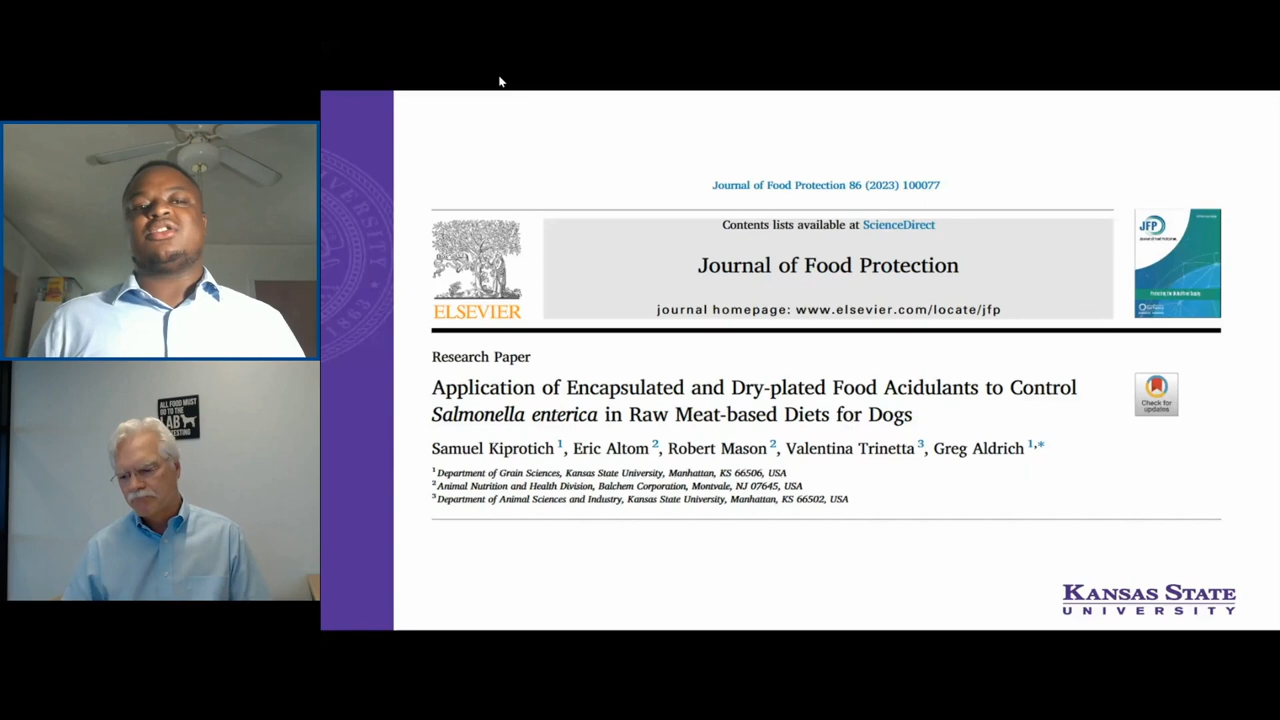 Journal of Food Protection 86 (2023) 100077
Contents lists available at ScienceDirect
Journal of Food Protection
journal homepage: www.elsevier.com/locate/jfp
ELSEVIER
JFP
Research Paper
Application of Encapsulated and Dry-plated Food Acidulants to Control
Salmonella enterica in Raw Meat-based Diets for Dogs
Check for
updates
Samuel Kiprotich 1, Eric Altom 2, Robert Mason 2, Valentina Trinetta 3, Greg Aldrich 1,*
1 Department of Grain Sciences, Kansas State University, Manhattan, KS 66506, USA
2 Animal Nutrition and Health Division, Balchem Corporation, Montvale, NJ 07645, USA
3 Department of Animal Sciences and Industry, Kansas State University, Manhattan, KS 66502, USA
KANSAS STATE
UNIVERSITY
ALL FOOD MUST
GO TO THE
LAB